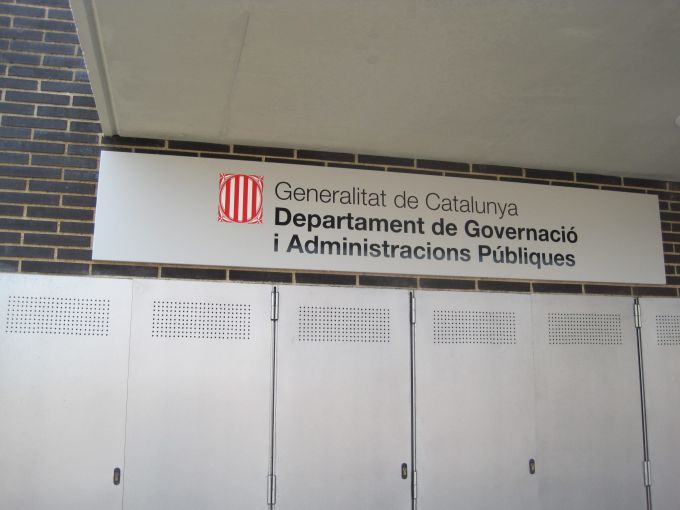 Generalitat de Catalunya
Departament de Governació
i Administracions Públiques